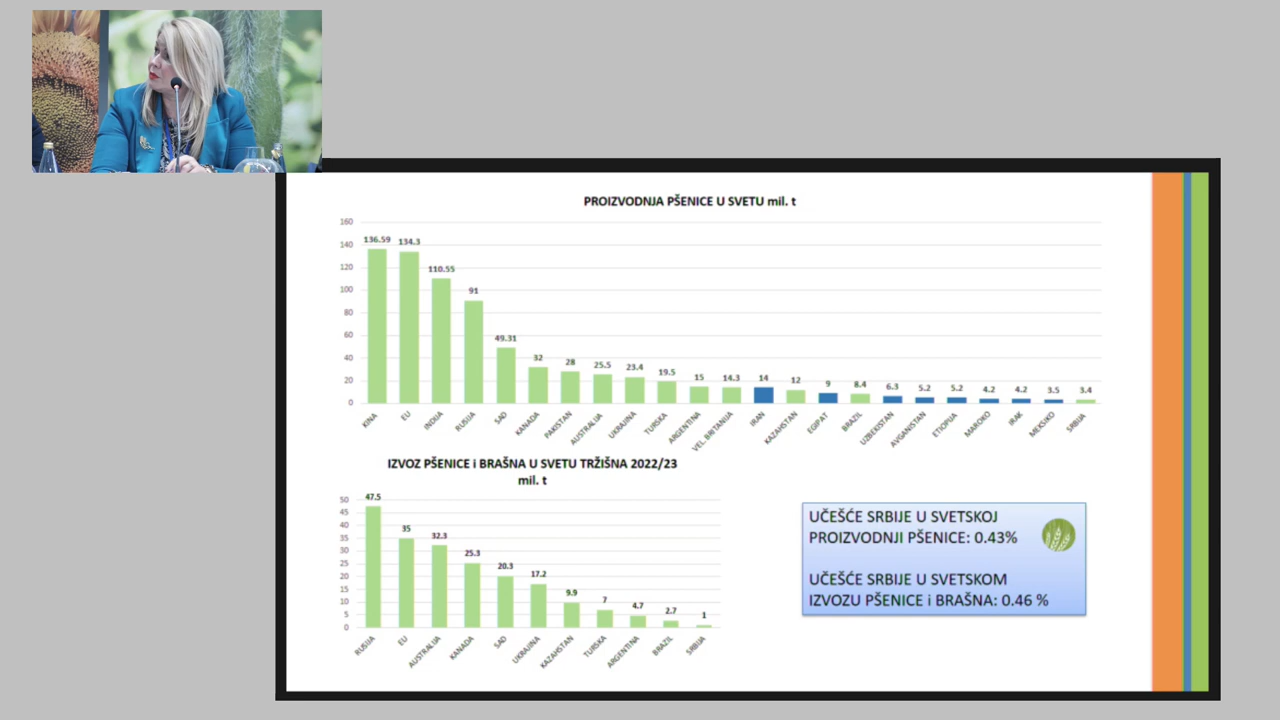 PROIZVODNJA PŠENICE U SVETU mil. t
160
140
120
100
80
60
40
20
0
136.59 134.3 110.55 91 49.31 32 28 25.5 23.4 19.5 15 14.3 14 12 9 8.4 6.3 5.2 5.2 4.2 4.2 3.5 3.4
KINA EU INDIJA RUSIJA SAD KANADA PAKISTAN AUSTRALIJA UKRAJINA TURSKA ARGENTINA VEL. BRITANIJA IRAN KAZAHSTAN EGIPAT BRAZIL UZBEKISTAN AVGANISTAN ETIOPIJA MAROKO IRAK MEKSIKO SRBIJA
IZVOZ PŠENICE i BRAŠNA U SVETU TRŽIŠNA 2022/23
mil. t
50
45
40
35
30
25
20
15
10
5
0
47.5 35 32.3 25.3 20.3 17.2 9.9 7 4.7 2.7 1
RUSIJA EU AUSTRALIJA KANADA SAD UKRAJINA KAZAHSTAN TURSKA ARGENTINA BRAZIL SRBIJA
UČEŠĆE SRBIJE U SVETSKOJ
PROIZVODNJI PŠENICE: 0.43%
UČEŠĆE SRBIJE U SVETSKOM
IZVOZU PŠENICE i BRAŠNA: 0.46 %